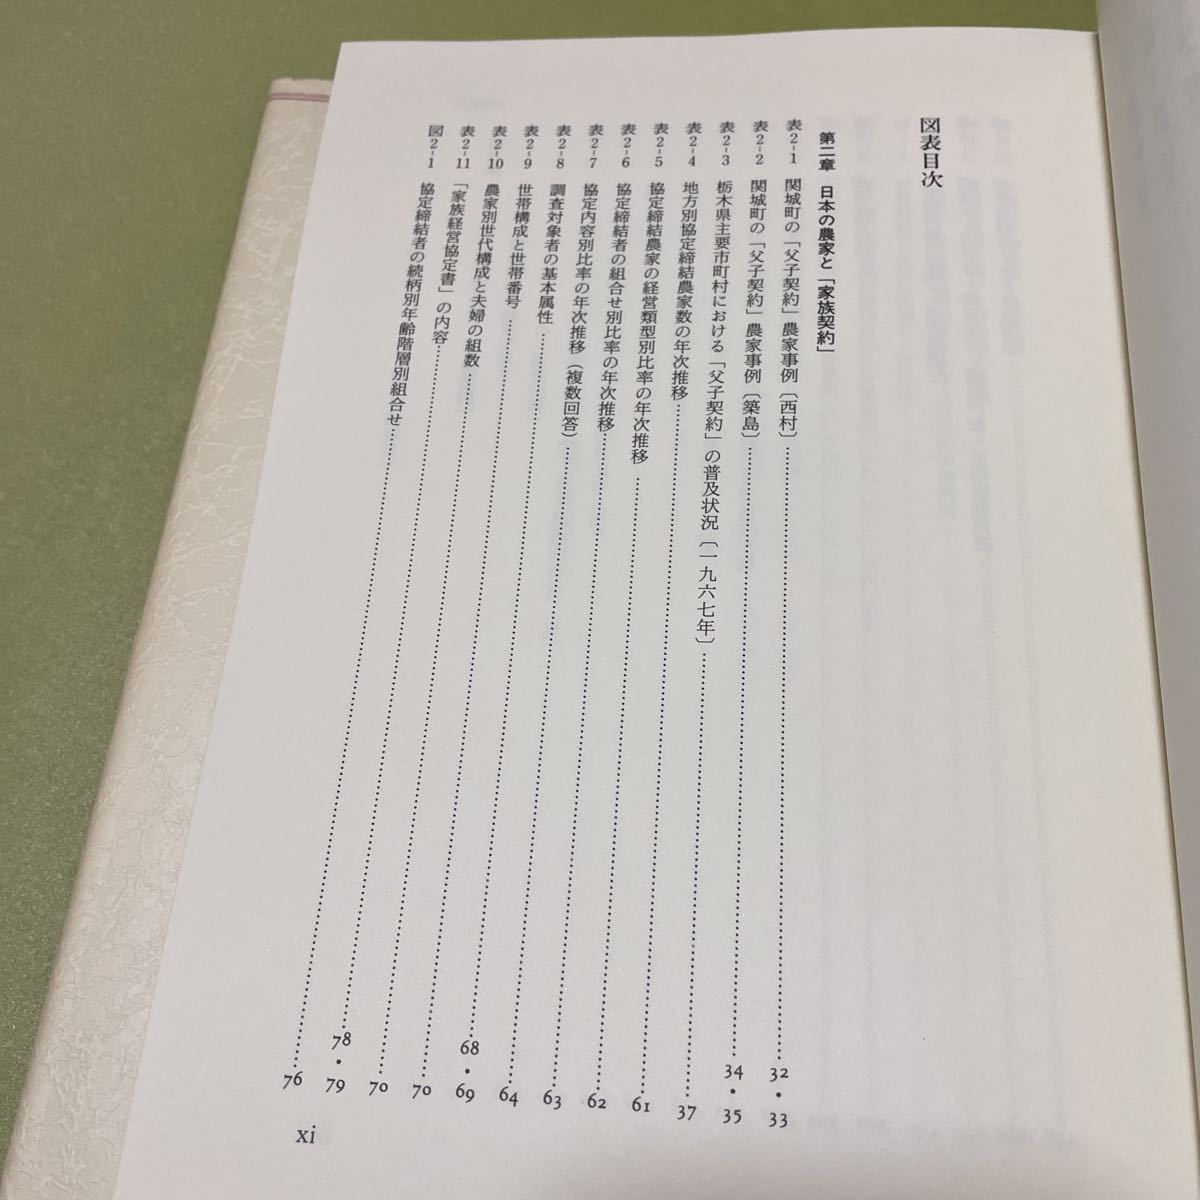 図表目次
第二章 日本の農家と「家族契約」
表2-1 関城町の「父子契約」農家事例〔西村〕 32・33
表2-2 関城町の「父子契約」農家事例〔築島〕 34・35
表2-3 栃木県主要市町村における「父子契約」の普及状況〔一九六七年〕 37
表2-4 地方別協定締結農家数の年次推移 61
表2-5 協定締結農家の経営類型別比率の年次推移 62
表2-6 協定締結者の組合せ別比率の年次推移 63
表2-7 協定内容別比率の年次推移（複数回答） 64
表2-8 調査対象者の基本属性 68・69
表2-9 世帯構成と世帯番号 70
表2-10 農家別世代構成と夫婦の組数 70
表2-11 「家族経営協定書」の内容 78・79
図2-1 協定締結者の続柄別年齢階層別組合せ 76
xi